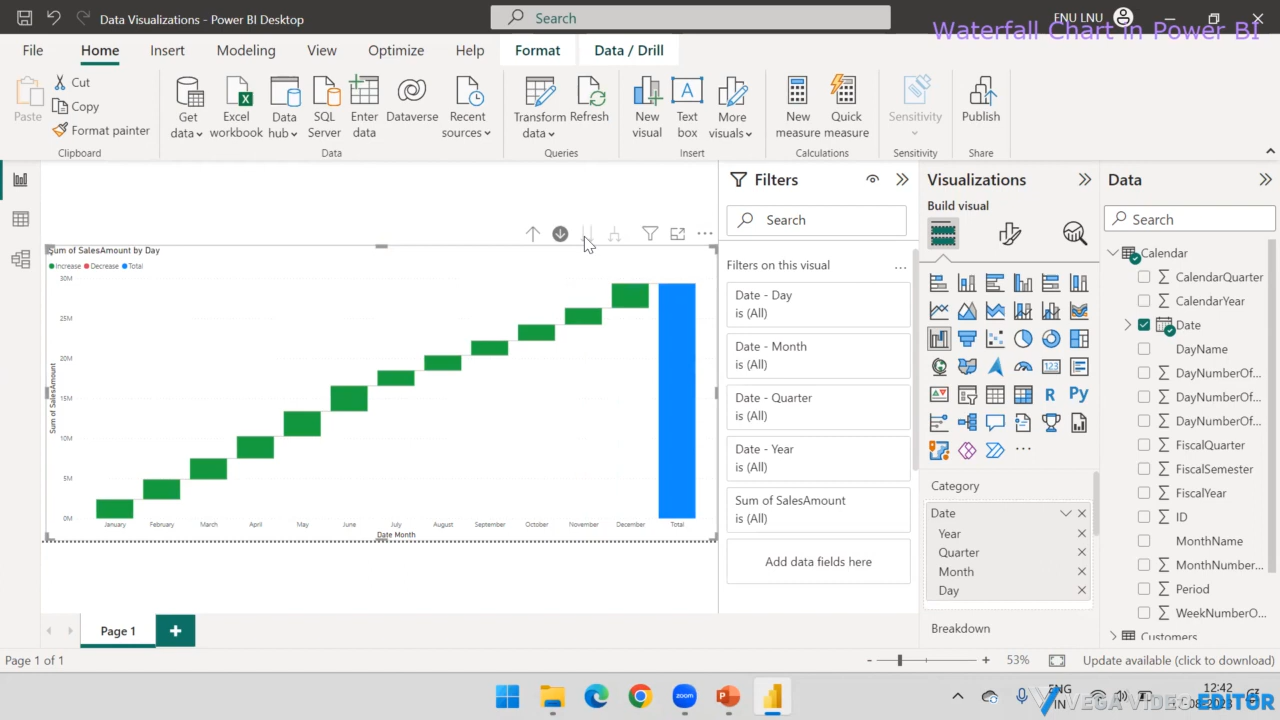 Data Visualizations - Power BI Desktop
Search
FNU LNU
Waterfall Chart in Power BI
File
Home
Insert
Modeling
View
Optimize
Help
Format
Data / Drill
Paste
Cut
Copy
Format painter
Clipboard
Get data
Excel workbook
Data hub
SQL Server
Enter data
Dataverse
Recent sources
Data
Transform data
Refresh
Queries
New visual
A
Text box
More visuals
Insert
New measure
Quick measure
Calculations
Sensitivity
Sensitivity
Publish
Share
Sum of SalesAmount by Day
Increase Decrease Total
30M
25M
20M
15M
10M
5M
0M
Sum of SalesAmount
January February March April May June July August September October November December Total
Date Month
Filters
Search
Filters on this visual
...
Date - Day
is (All)
Date - Month
is (All)
Date - Quarter
is (All)
Date - Year
is (All)
Sum of SalesAmount
is (All)
Add data fields here
Visualizations
Build visual
123
R
Py
...
Category
Date
Year
Quarter
Month
Day
Breakdown
Data
Search
Calendar
CalendarQuarter
CalendarYear
Date
DayName
DayNumberOf...
DayNumberOf...
DayNumberOf...
FiscalQuarter
FiscalSemester
FiscalYear
ID
MonthName
MonthNumber...
Period
WeekNumberO...
Customers
Page 1
Page 1 of 1
- + 53%
Update available (click to download)
zoom
ENG
IN
12:42
VEGA VIDEO EDITOR